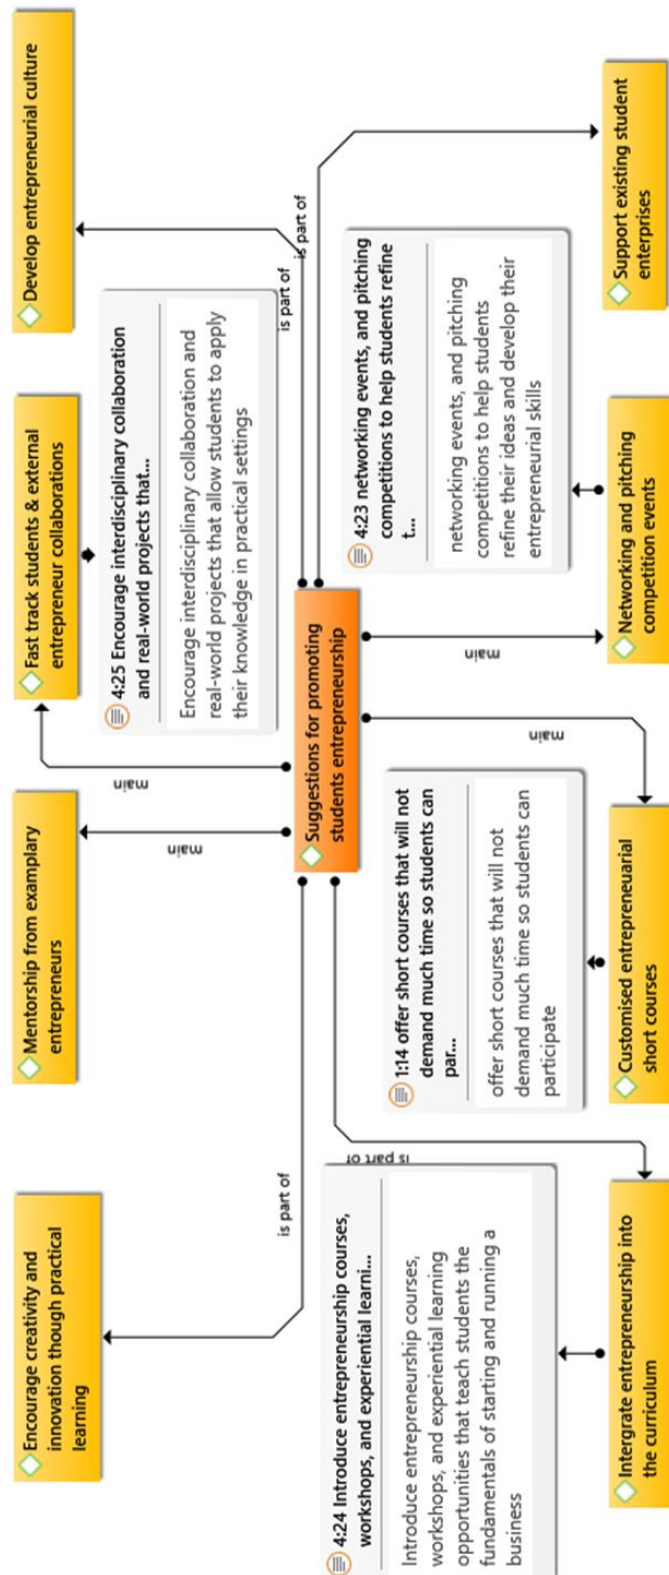 Encourage creativity and
innovation though practical
learning
Mentorship from examplary
entrepreneurs
Fast track students & external
entrepreneur collaborations
Develop entrepreneurial culture
is part of
main
main
4:25 Encourage interdisciplinary collaboration
and real-world projects that...
Encourage interdisciplinary collaboration and
real-world projects that allow students to apply
their knowledge in practical settings
is part of
is part of
Suggestions for promoting
students entrepreneurship
4:24 Introduce entrepreneurship courses,
workshops, and experiential learni...
Introduce entrepreneurship courses,
workshops, and experiential learning
opportunities that teach students the
fundamentals of starting and running a
business
is part of
1:14 offer short courses that will not
demand much time so students can
par...
offer short courses that will not
demand much time so students can
participate
main
main
4:23 networking events, and pitching
competitions to help students refine
t...
networking events, and pitching
competitions to help students
refine their ideas and develop their
entrepreneurial skills
Intergrate entrepreneurship into
the curriculum
Customised entrepreneuarial
short courses
Networking and pitching
competition events
Support existing student
enterprises